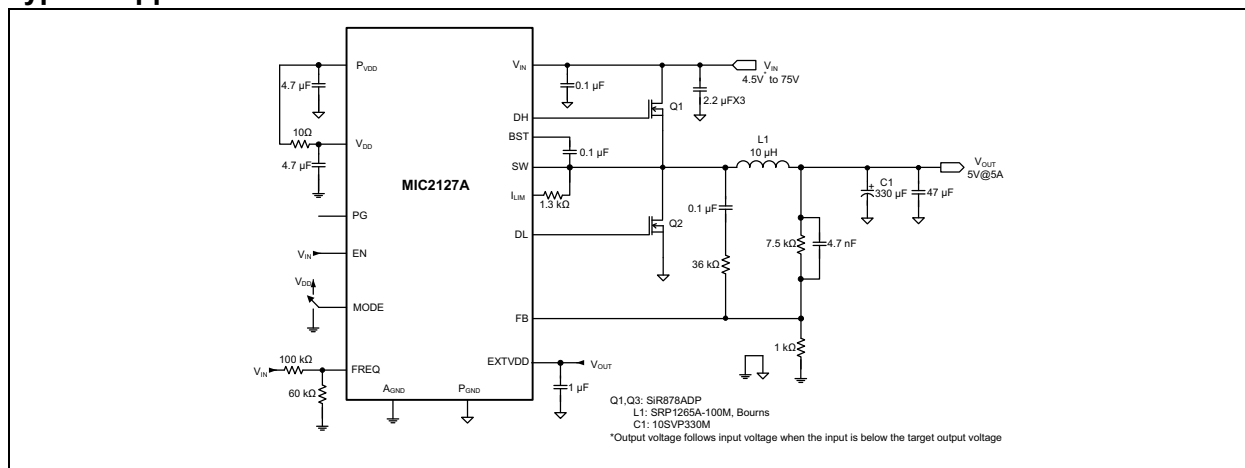 MIC2127A
PVDD
4.7 µF
10Ω
VDD
4.7 µF
PG
VIN
EN
VDD
MODE
VIN
100 kΩ
FREQ
60 kΩ
AGND
PGND
VIN
DH
BST
SW
ILIM
DL
FB
EXTVDD
0.1 µF
Q1
2.2 µFX3
VIN
4.5V* to 75V
0.1 µF
1.3 kΩ
Q2
L1
10 µH
0.1 µF
36 kΩ
7.5 kΩ
4.7 nF
1 kΩ
C1
330 µF
+
47 µF
VOUT
5V@5A
VOUT
1 µF
Q1,Q3: SiR878ADP
L1: SRP1265A-100M, Bourns
C1: 10SVP330M
*Output voltage follows input voltage when the input is below the target output voltage